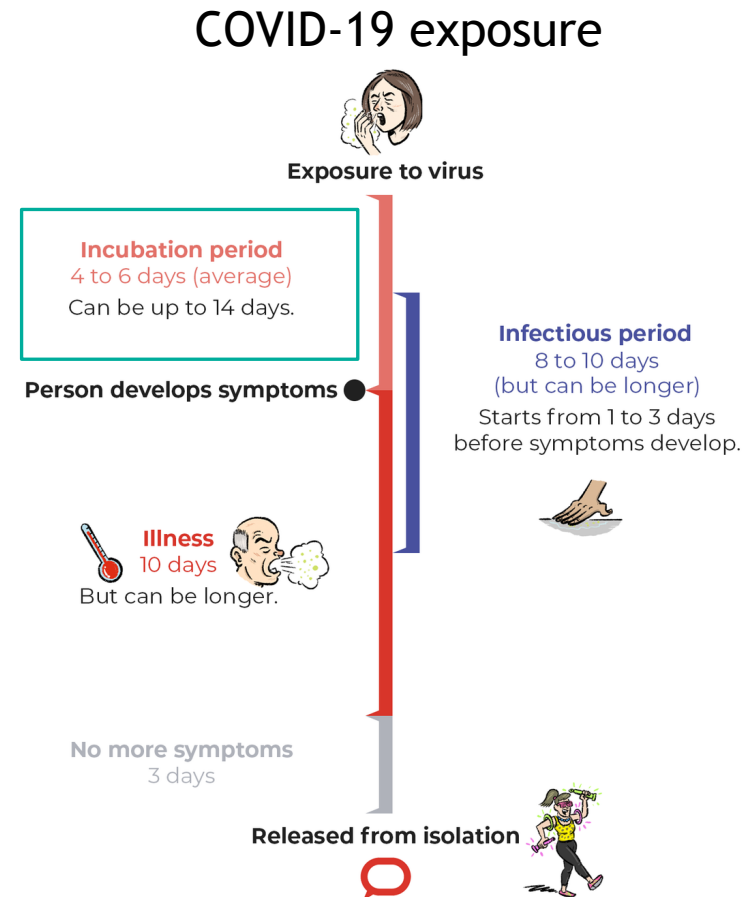 COVID-19 exposure
Exposure to virus
Incubation period
4 to 6 days (average)
Can be up to 14 days.
Infectious period
8 to 10 days
(but can be longer)
Starts from 1 to 3 days
before symptoms develop.
Person develops symptoms
Illness
10 days
But can be longer.
No more symptoms
3 days
Released from isolation